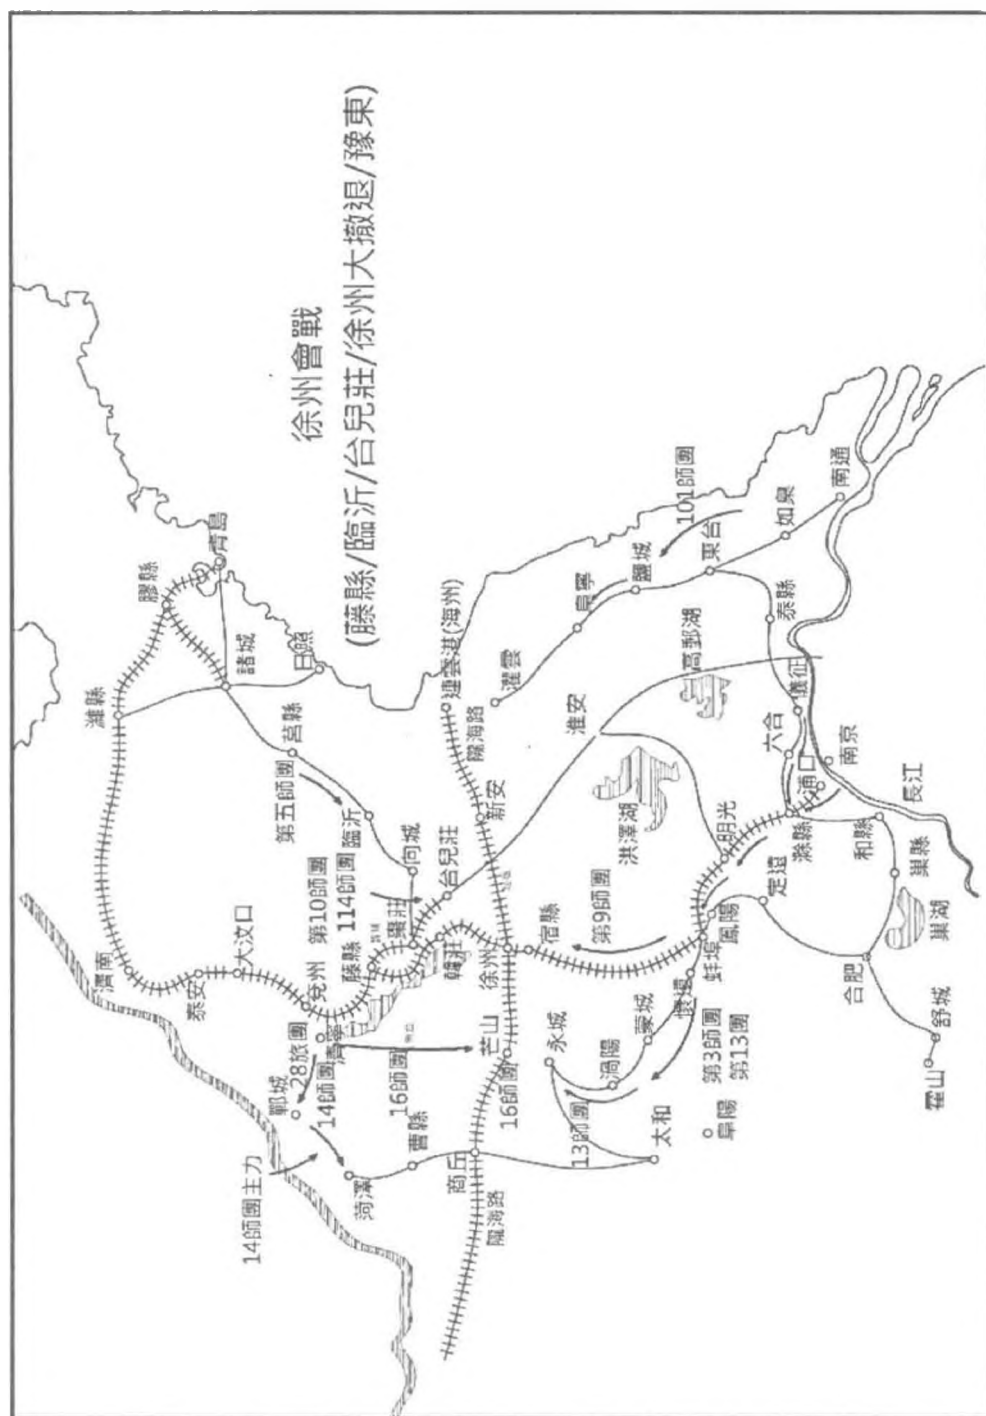 徐州會戰
(藤縣/臨沂/台兒莊/徐州大撤退/豫東)
濰縣
膠縣
青島
諸城
日照
莒縣
第五師團
臨沂
向城
濟南
泰安
大汶口
兗州
第10師團
114師團
藤縣
棗莊
台兒莊
韓莊
濟寧
28旅團
14師團
鄆城
14師團主力
菏澤
曹縣
16師團
商丘
隴海路
芒山
16師團
徐州
宿縣
新安
隴海路
連雲港(海州)
灌雲
阜寧
鹽城
101師團
東台
如皋
南通
泰縣
高郵湖
淮安
洪澤湖
儀征
六合
浦口
南京
長江
滁縣
和縣
巢縣
巢湖
明光
定遠
鳳陽
蚌埠
懷遠
第9師團
蒙城
渦陽
永城
13師團
第3師團
第13團
太和
阜陽
合肥
舒城
霍山